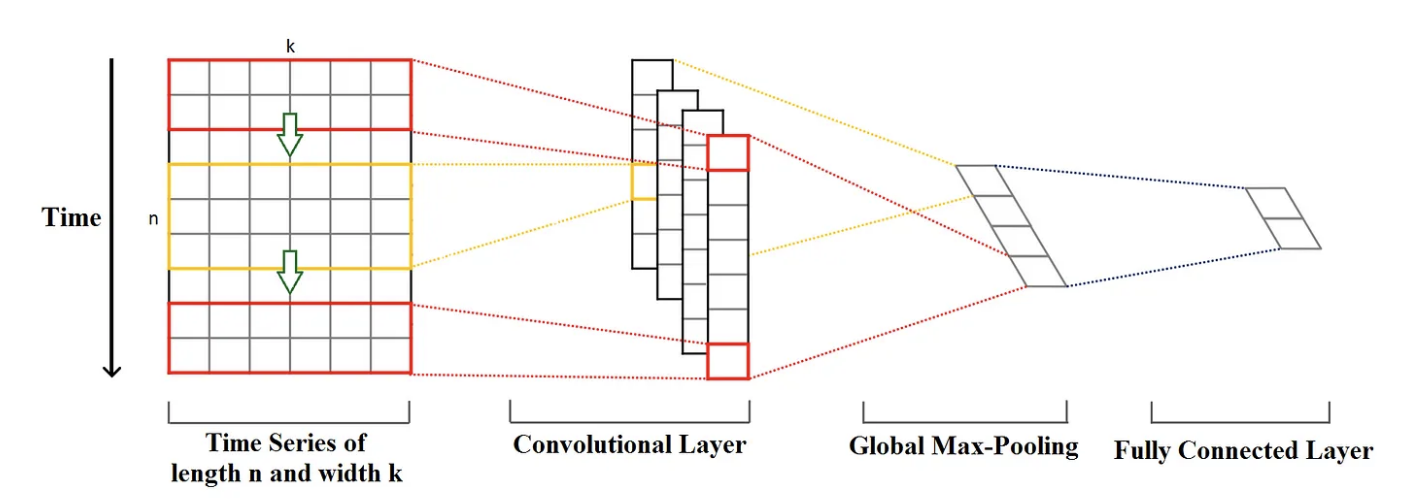 k
Time
n
Time Series of
length n and width k
Convolutional Layer
Global Max-Pooling
Fully Connected Layer